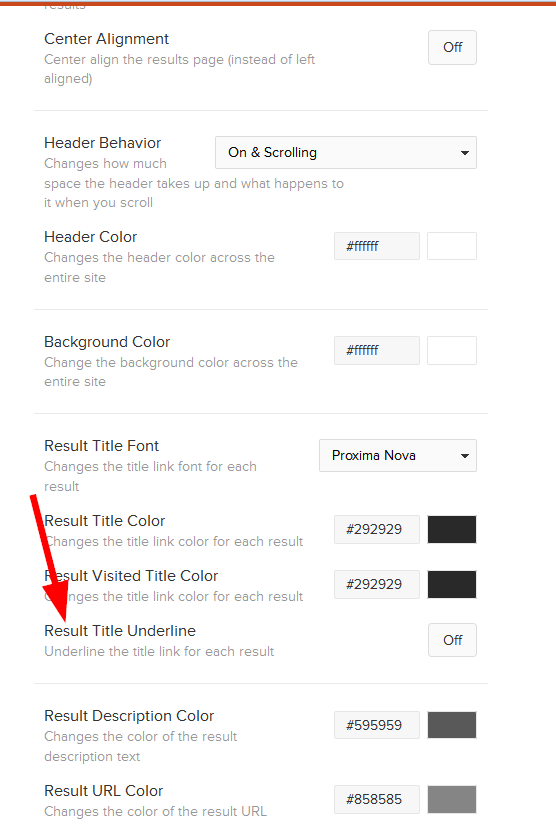 results
Center Alignment
Off
Center align the results page (instead of left
aligned)
Header Behavior
On & Scrolling
Changes how much
space the header takes up and what happens to
it when you scroll
Header Color
#ffffff
Changes the header color across the
entire site
Background Color
#ffffff
Change the background color across the
entire site
Result Title Font
Proxima Nova
Changes the title link font for each
result
Result Title Color
#292929
Changes the title link color for each result
Result Visited Title Color
#292929
Changes the title link color for each result
Result Title Underline
Off
Underline the title link for each result
Result Description Color
#595959
Changes the color of the result
description text
Result URL Color
#858585
Changes the color of the result URL